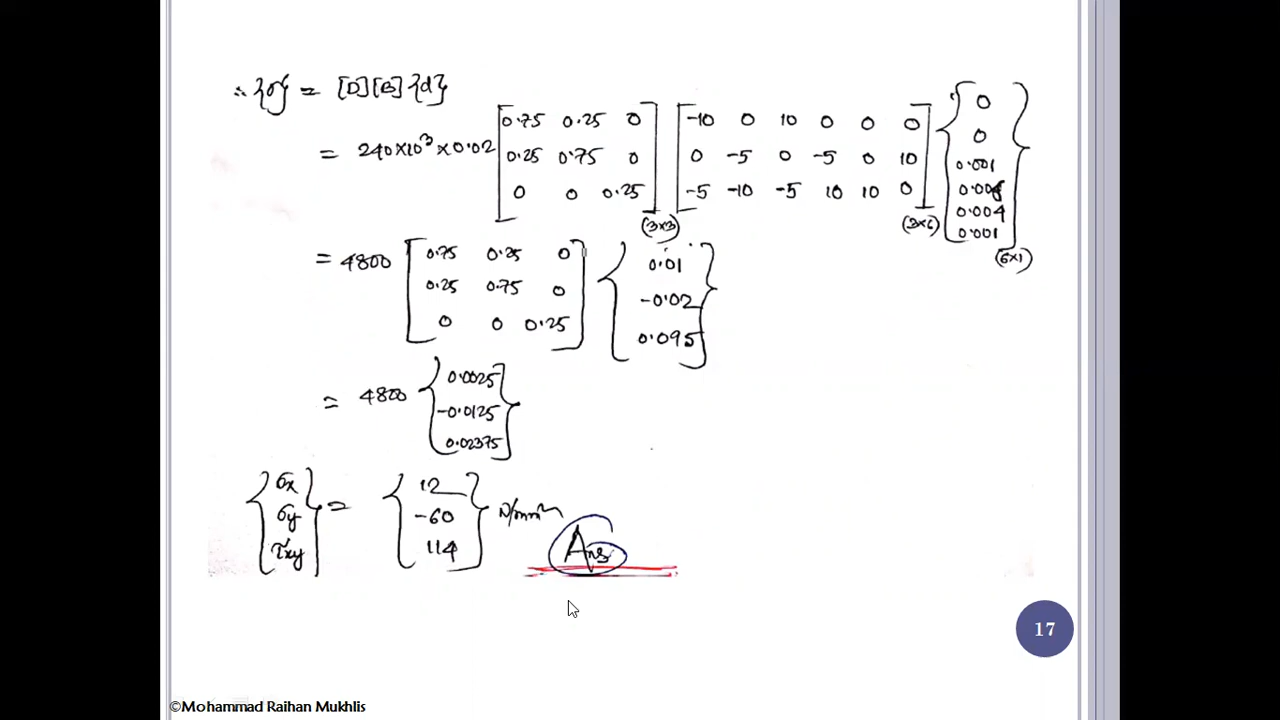 ∴ {σ} = [D][B]{d}
= 240×10³×0.02 [0.75 0.25 0; 0.25 0.75 0; 0 0 0.25] (3×3) [-10 0 10 0 0 0; 0 -5 0 -5 0 10; -5 -10 -5 10 10 0] (3×6) {0; 0; 0.001; 0.004; 0.001} (6×1)
= 4800 [0.75 0.25 0; 0.25 0.75 0; 0 0 0.25] {0.01; -0.02; 0.095}
= 4800 {0.0025; -0.0125; 0.02375}
{σx; σy; τxy} = {12; -60; 114} N/mm² Ans
17
©Mohammad Raihan Mukhlis